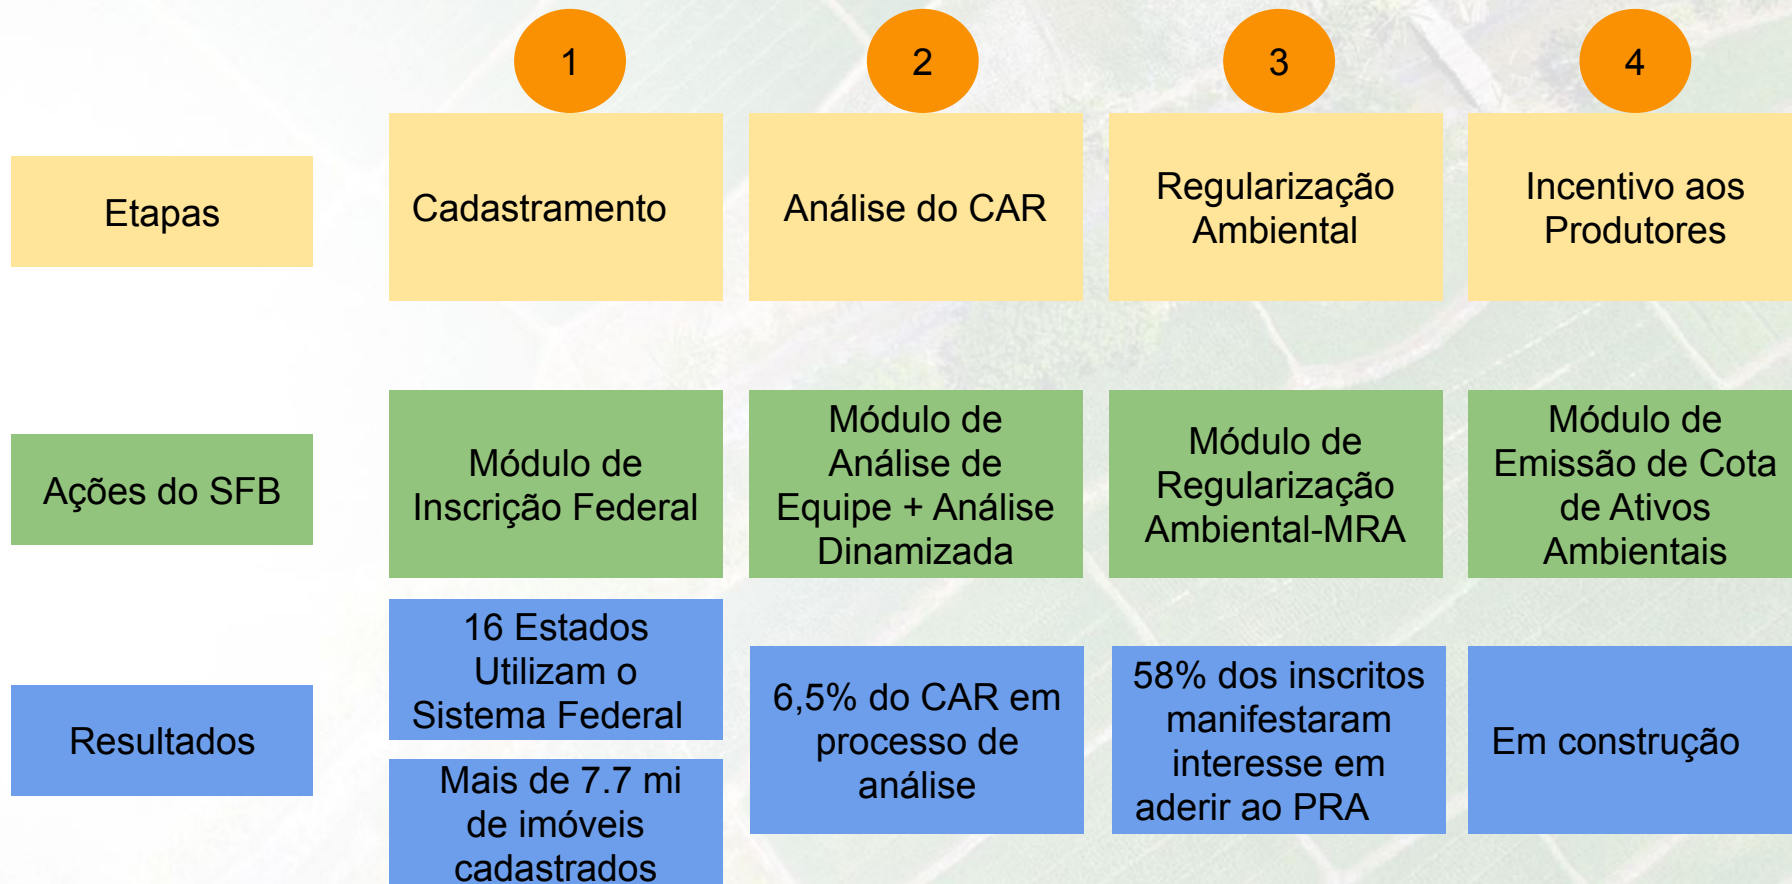 1
2
3
4
Etapas
Cadastramento
Análise do CAR
Regularização
Ambiental
Incentivo aos
Produtores
Ações do SFB
Módulo de
Inscrição Federal
Módulo de
Análise de
Equipe + Análise
Dinamizada
Módulo de
Regularização
Ambiental-MRA
Módulo de
Emissão de Cota
de Ativos
Ambientais
Resultados
16 Estados
Utilizam o
Sistema Federal
Mais de 7.7 mi
de imóveis
cadastrados
6,5% do CAR em
processo de
análise
58% dos inscritos
manifestaram
interesse em
aderir ao PRA
Em construção